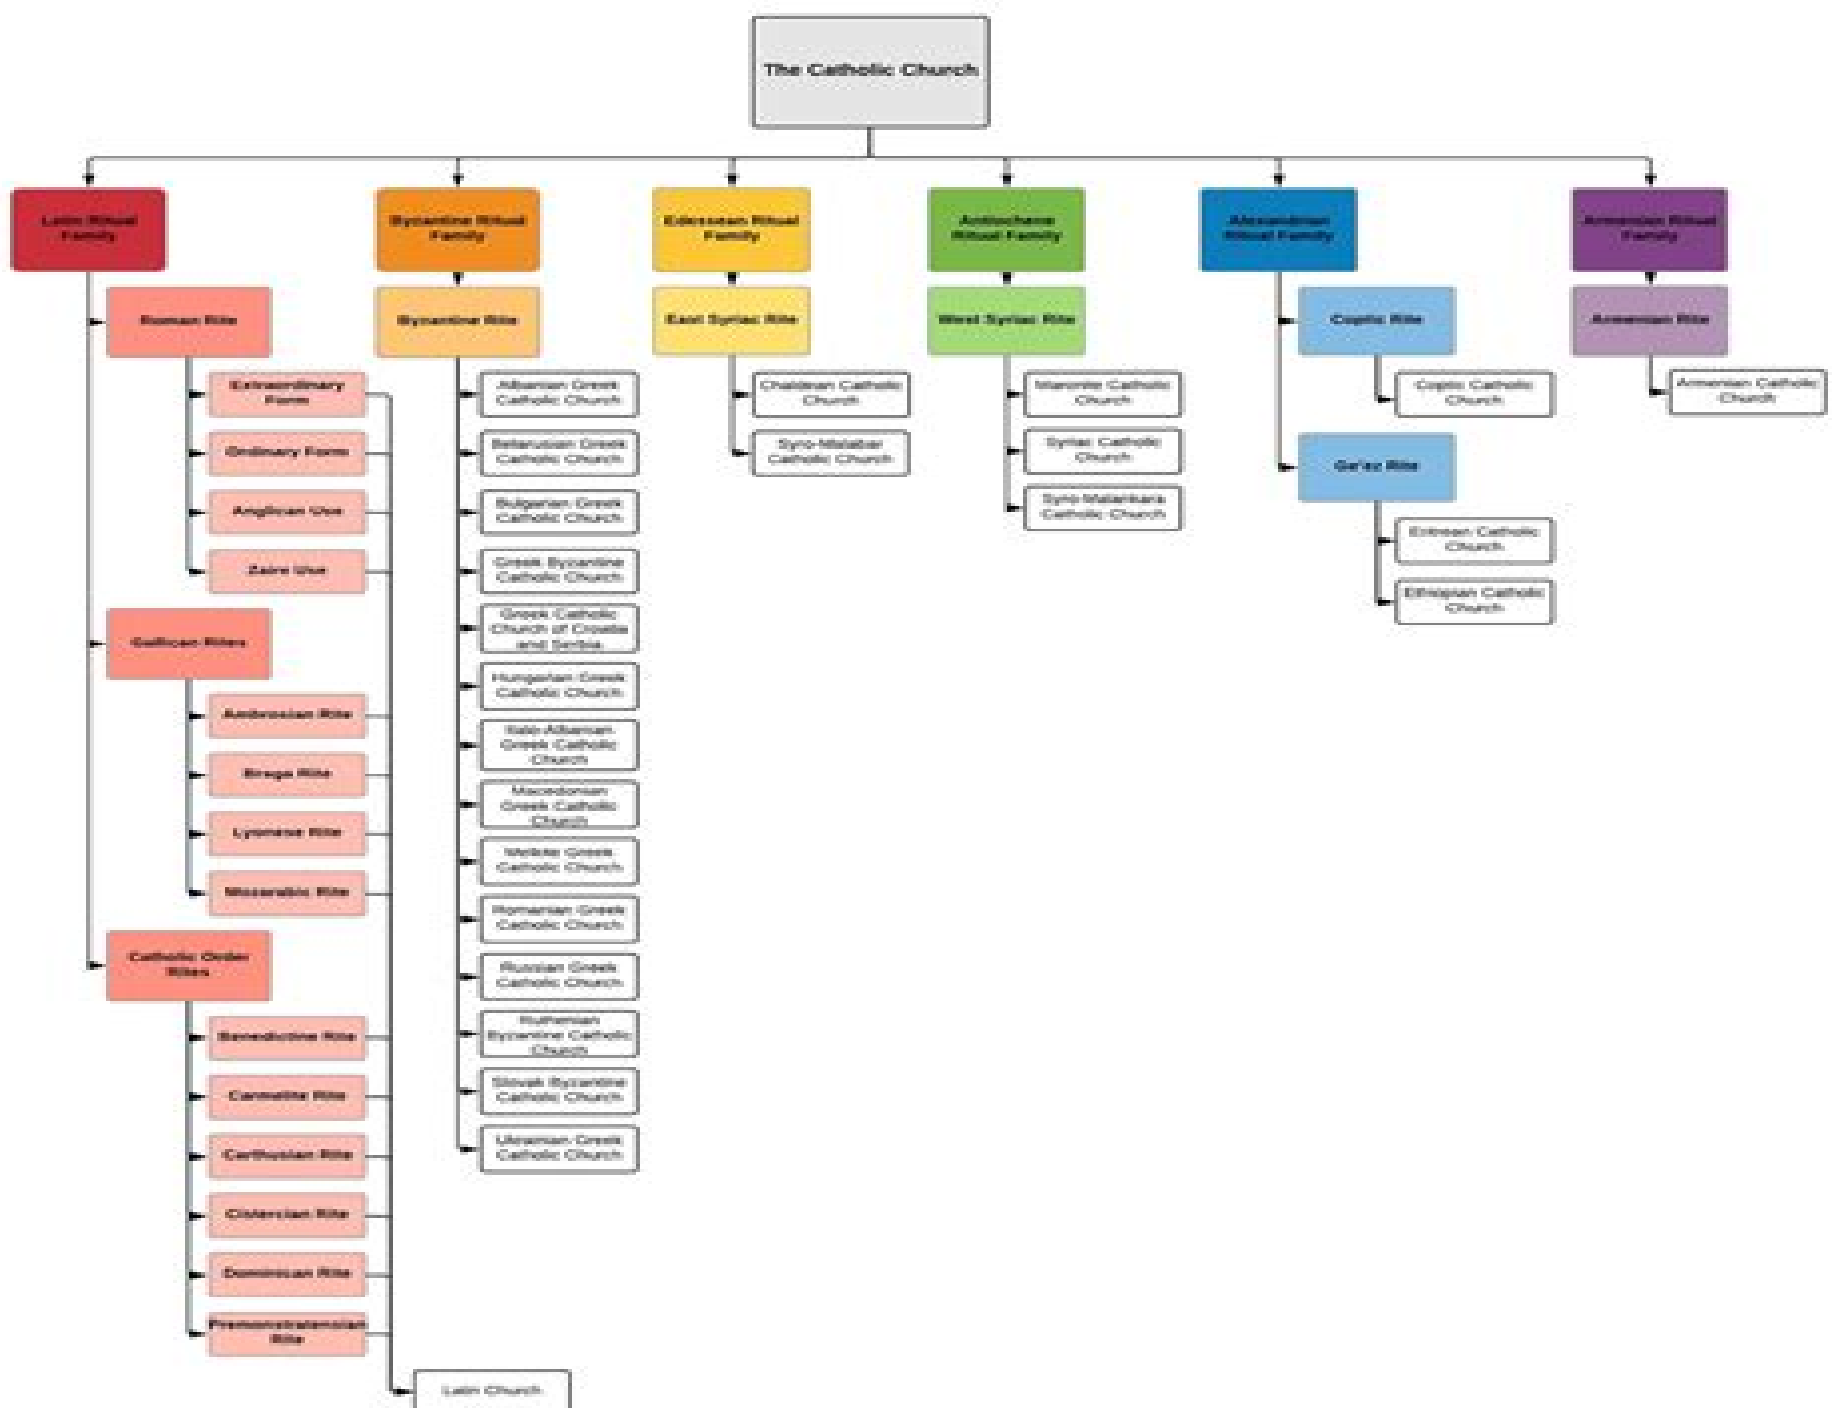 The Catholic Church
Latin Ritual
Family
Roman Rite
Extraordinary
Form
Ordinary Form
Anglican Use
Zaire Use
Gallican Rites
Ambrosian Rite
Braga Rite
Lyonese Rite
Mozarabic Rite
Catholic Order
Rites
Benedictine Rite
Carmelite Rite
Carthusian Rite
Cistercian Rite
Dominican Rite
Premonstratensian
Rite
Latin Church
Byzantine Ritual
Family
Byzantine Rite
Albanian Greek
Catholic Church
Belarusian Greek
Catholic Church
Bulgarian Greek
Catholic Church
Greek Byzantine
Catholic Church
Greek Catholic
Church of Croatia
and Serbia
Hungarian Greek
Catholic Church
Italo-Albanian
Greek Catholic
Church
Macedonian
Greek Catholic
Church
Melkite Greek
Catholic Church
Romanian Greek
Catholic Church
Russian Greek
Catholic Church
Ruthenian
Byzantine Catholic
Church
Slovak Byzantine
Catholic Church
Ukrainian Greek
Catholic Church
Edessean Ritual
Family
East Syriac Rite
Chaldean Catholic
Church
Syro-Malabar
Catholic Church
Antiochene
Ritual Family
West Syriac Rite
Maronite Catholic
Church
Syriac Catholic
Church
Syro-Malankara
Catholic Church
Alexandrian
Ritual Family
Coptic Rite
Coptic Catholic
Church
Ge'ez Rite
Eritrean Catholic
Church
Ethiopian Catholic
Church
Armenian Ritual
Family
Armenian Rite
Armenian Catholic
Church